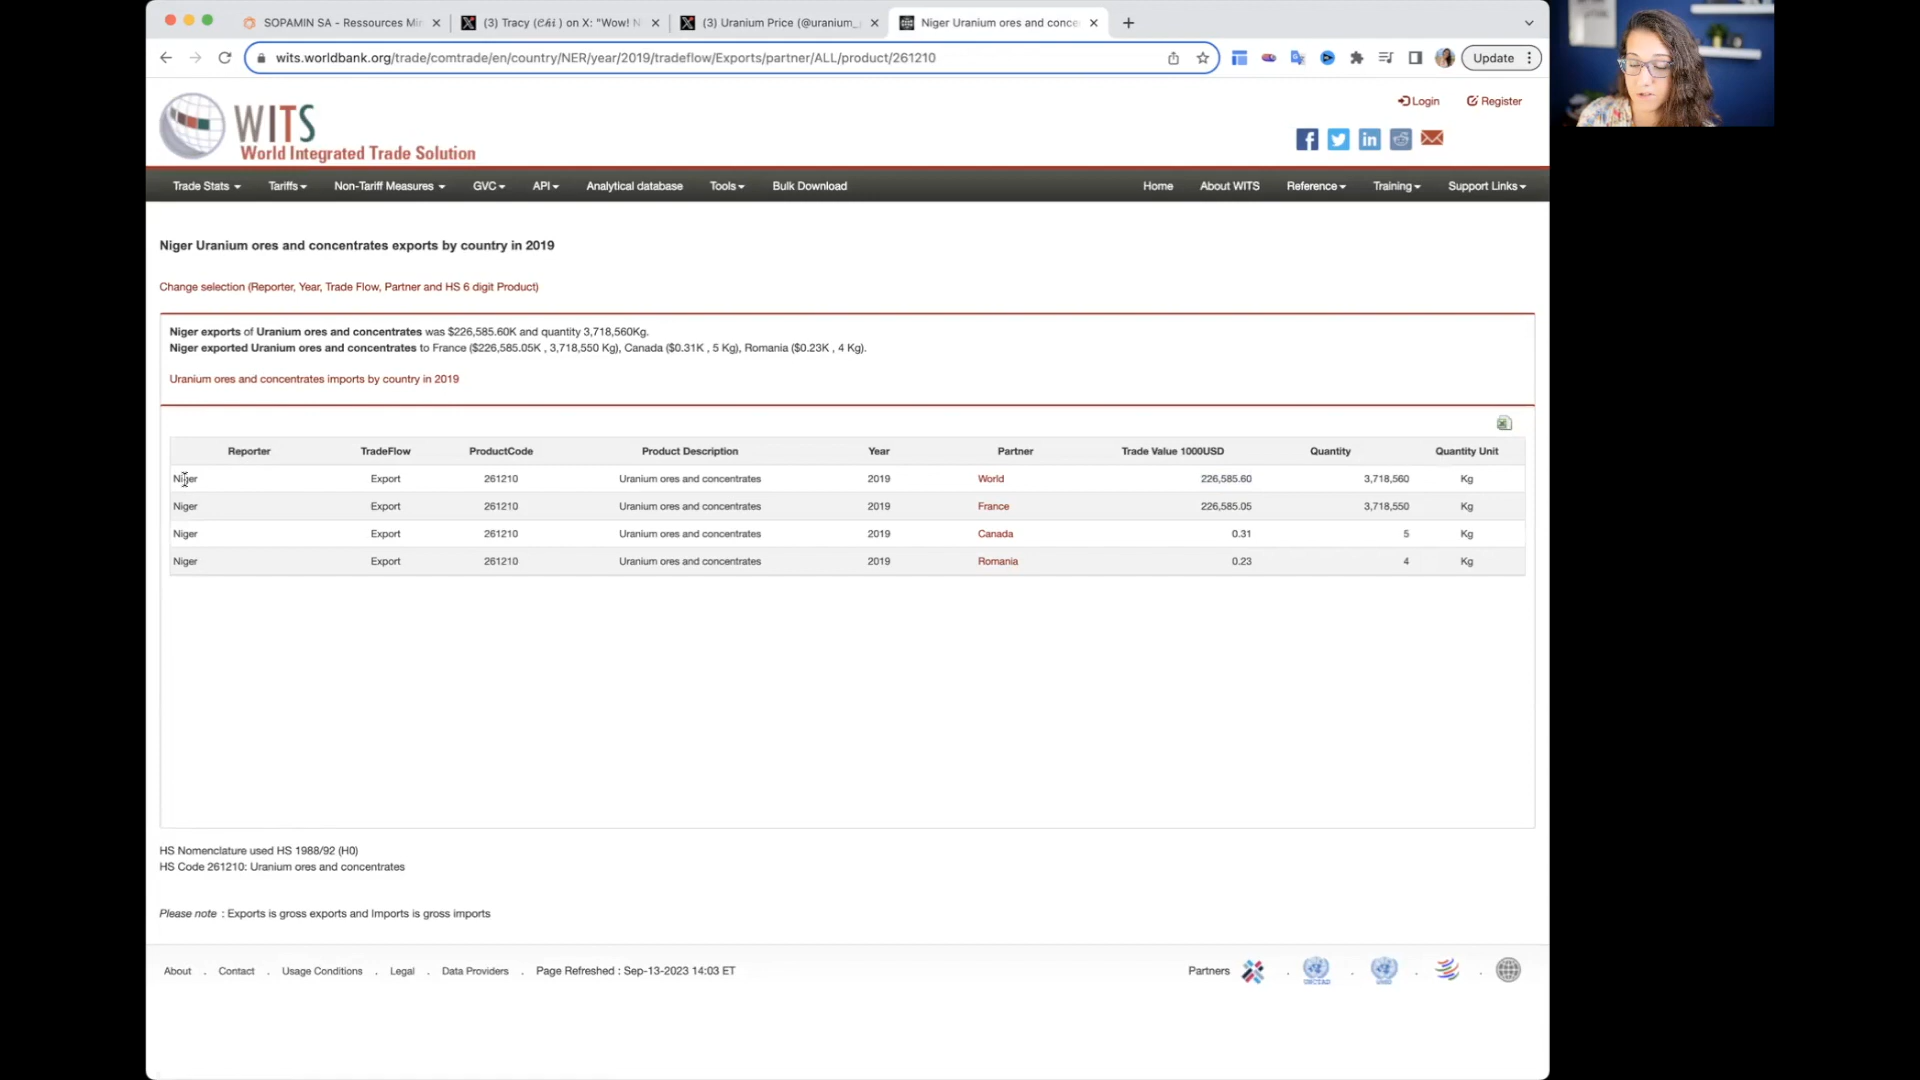 SOPAMIN SA - Ressources Mir
(3) Tracy (𝓒𝓱𝓲 ) on X: "Wow! N
(3) Uranium Price (@uranium_
Niger Uranium ores and conce
wits.worldbank.org/trade/comtrade/en/country/NER/year/2019/tradeflow/Exports/partner/ALL/product/261210
Update
WITS
World Integrated Trade Solution
Login Register
Trade Stats Tariffs Non-Tariff Measures GVC API Analytical database Tools Bulk Download Home About WITS Reference Training Support Links
Niger Uranium ores and concentrates exports by country in 2019
Change selection (Reporter, Year, Trade Flow, Partner and HS 6 digit Product)
Niger exports of Uranium ores and concentrates was $226,585.60K and quantity 3,718,560Kg.
Niger exported Uranium ores and concentrates to France ($226,585.05K , 3,718,550 Kg), Canada ($0.31K , 5 Kg), Romania ($0.23K , 4 Kg).
Uranium ores and concentrates imports by country in 2019
Reporter TradeFlow ProductCode Product Description Year Partner Trade Value 1000USD Quantity Quantity Unit
Niger Export 261210 Uranium ores and concentrates 2019 World 226,585.60 3,718,560 Kg
Niger Export 261210 Uranium ores and concentrates 2019 France 226,585.05 3,718,550 Kg
Niger Export 261210 Uranium ores and concentrates 2019 Canada 0.31 5 Kg
Niger Export 261210 Uranium ores and concentrates 2019 Romania 0.23 4 Kg
HS Nomenclature used HS 1988/92 (H0)
HS Code 261210: Uranium ores and concentrates
Please note : Exports is gross exports and Imports is gross imports
About . Contact . Usage Conditions . Legal . Data Providers . Page Refreshed : Sep-13-2023 14:03 ET
Partners
UNCTAD